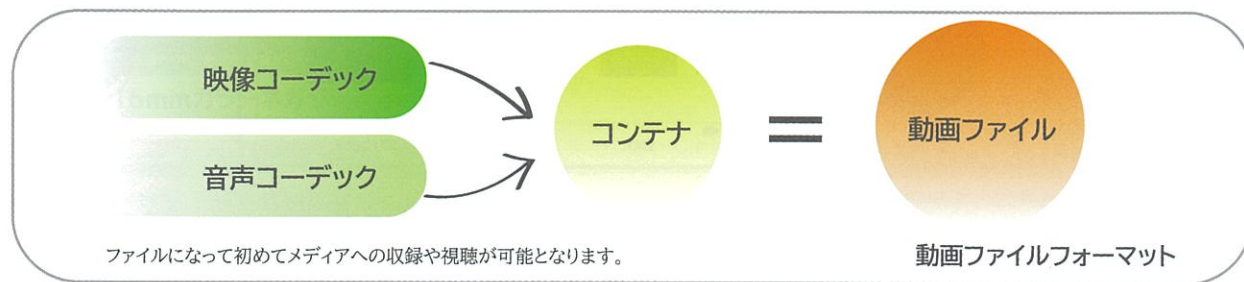 映像コーデック
音声コーデック
コンテナ
=
動画ファイル
ファイルになって初めてメディアへの収録や視聴が可能となります。
動画ファイルフォーマット